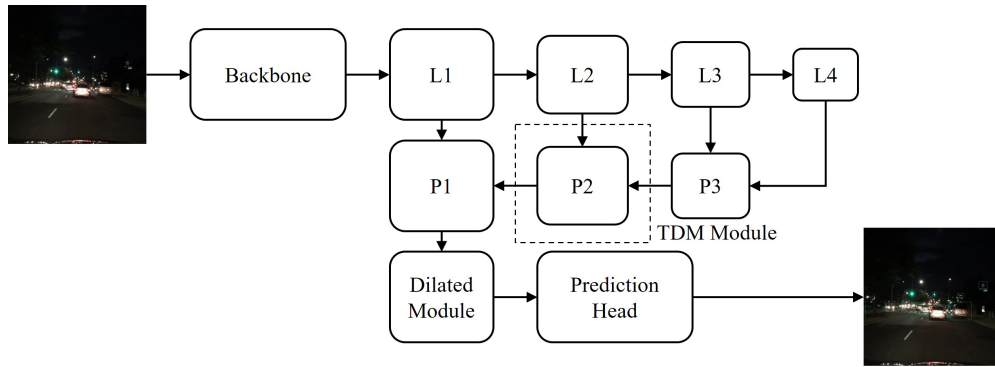 Backbone
L1
L2
L3
L4
P1
P2
P3
TDM Module
Dilated
Module
Prediction
Head